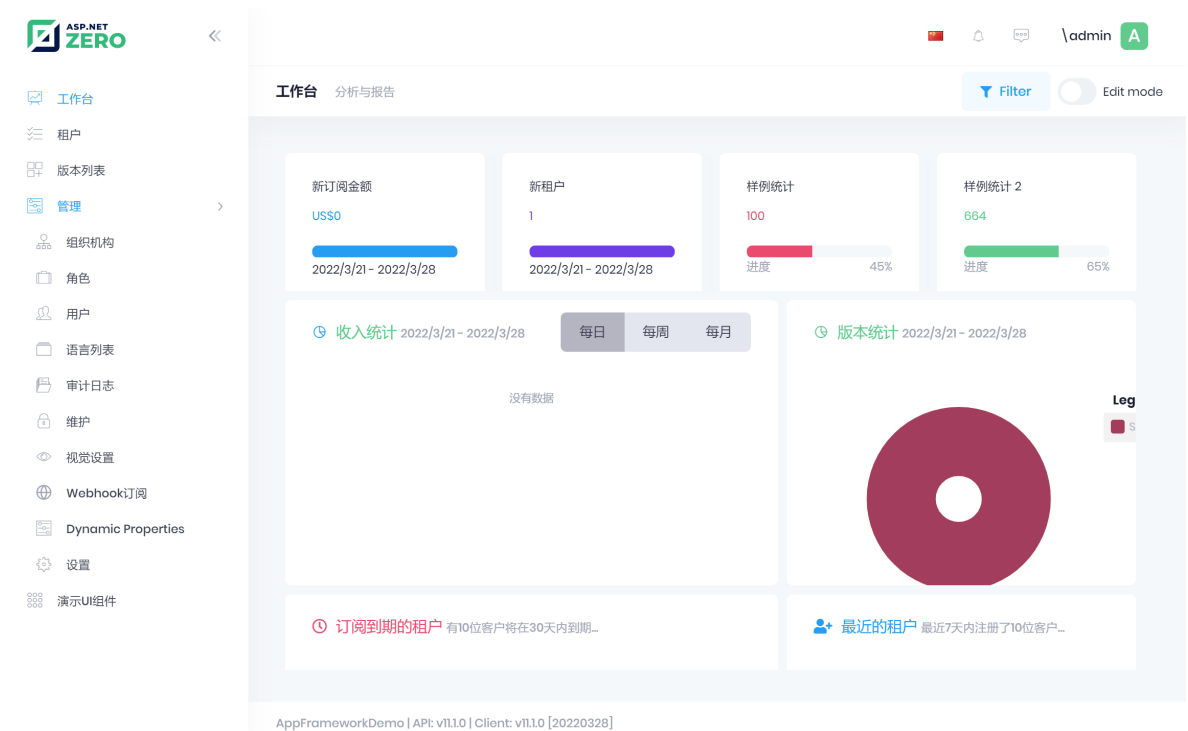 ASP.NET
ZERO
\admin
A
工作台
租户
版本列表
管理
组织机构
角色
用户
语言列表
审计日志
维护
视觉设置
Webhook订阅
Dynamic Properties
设置
演示UI组件
工作台 分析与报告
Filter
Edit mode
新订阅金额
US$0
2022/3/21 - 2022/3/28
新租户
1
2022/3/21 - 2022/3/28
样例统计
100
进度 45%
样例统计 2
664
进度 65%
收入统计 2022/3/21 - 2022/3/28
每日 每周 每月
没有数据
版本统计 2022/3/21 - 2022/3/28
Leg
S
订阅到期的租户 有10位客户将在30天内到期...
最近的租户 最近7天内注册了10位客户...
AppFrameworkDemo | API: v11.1.0 | Client: v11.1.0 [20220328]